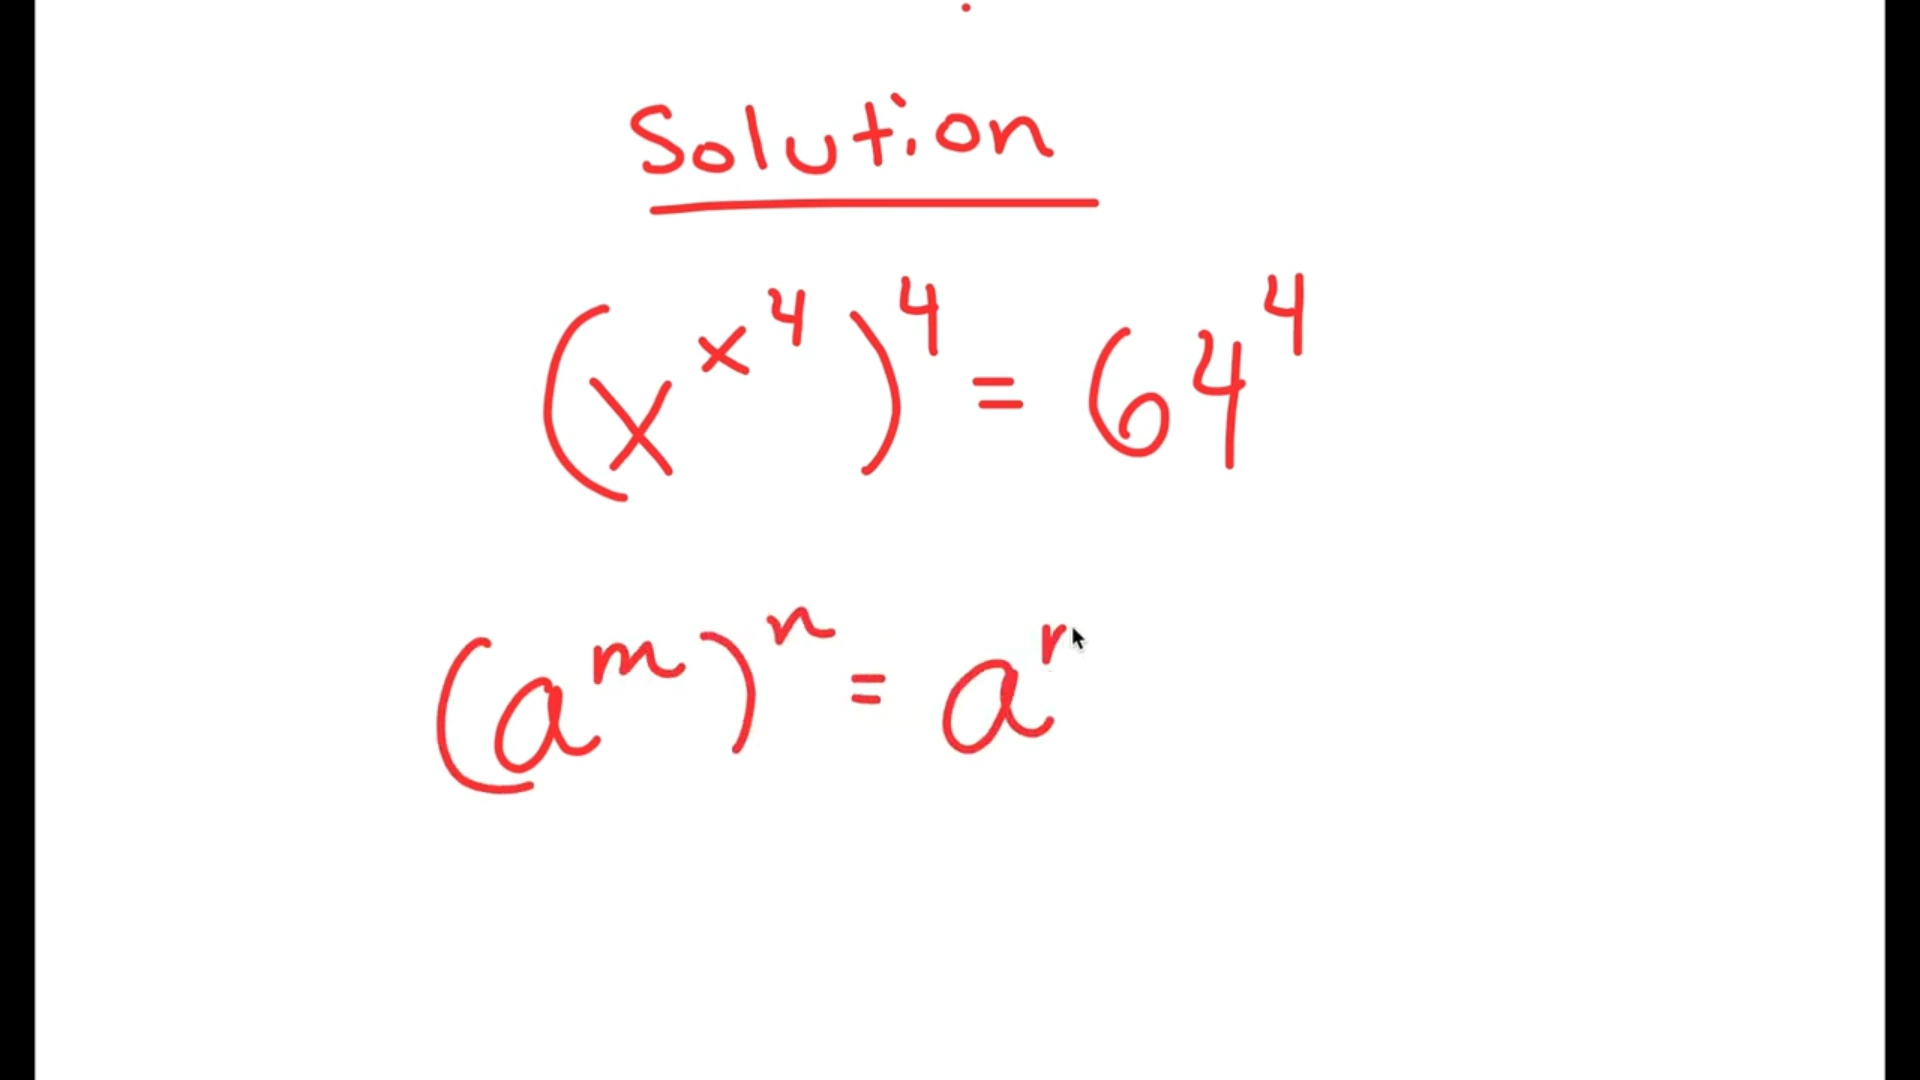 Solution
(x^{x^4})^4 = 64^4
(a^m)^n = a^r